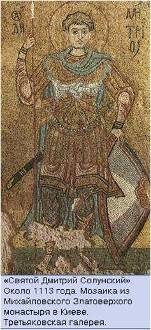 «Святой Дмитрий Солунский».
Около 1113 года. Мозаика из
Михайловского Златоверхого
монастыря в Киеве.
Третьяковская галерея.